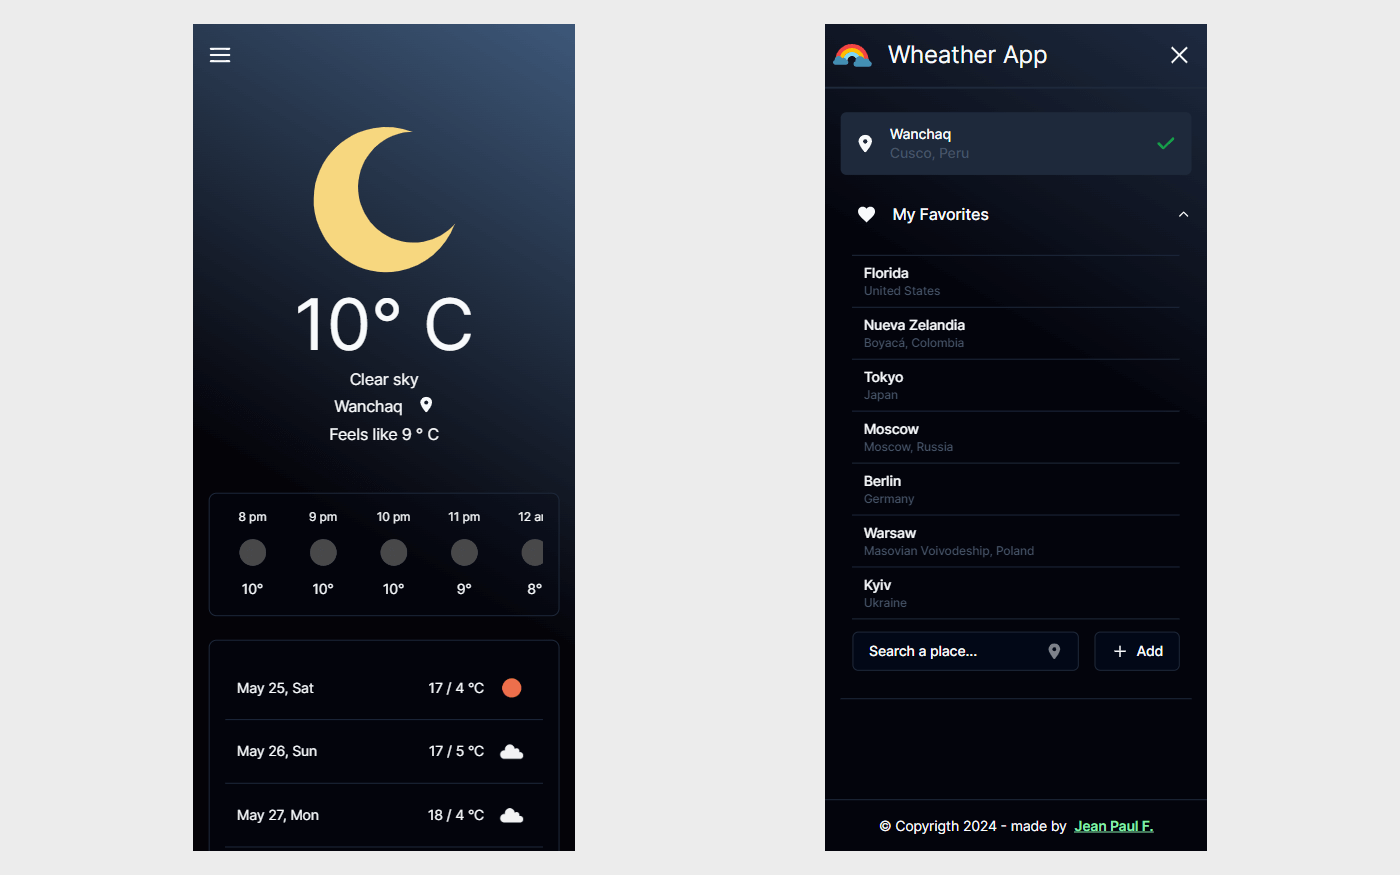 10° C
Clear sky
Wanchaq
Feels like 9 ° C
8 pm 9 pm 10 pm 11 pm 12
10° 10° 10° 9° 8°
May 25, Sat 17 / 4 °C
May 26, Sun 17 / 5 °C
May 27, Mon 18 / 4 °C
Wheather App
Wanchaq
Cusco, Peru
My Favorites
Florida
United States
Nueva Zelandia
Boyacá, Colombia
Tokyo
Japan
Moscow
Moscow, Russia
Berlin
Germany
Warsaw
Masovian Voivodeship, Poland
Kyiv
Ukraine
Search a place... + Add
© Copyrigth 2024 - made by Jean Paul F.